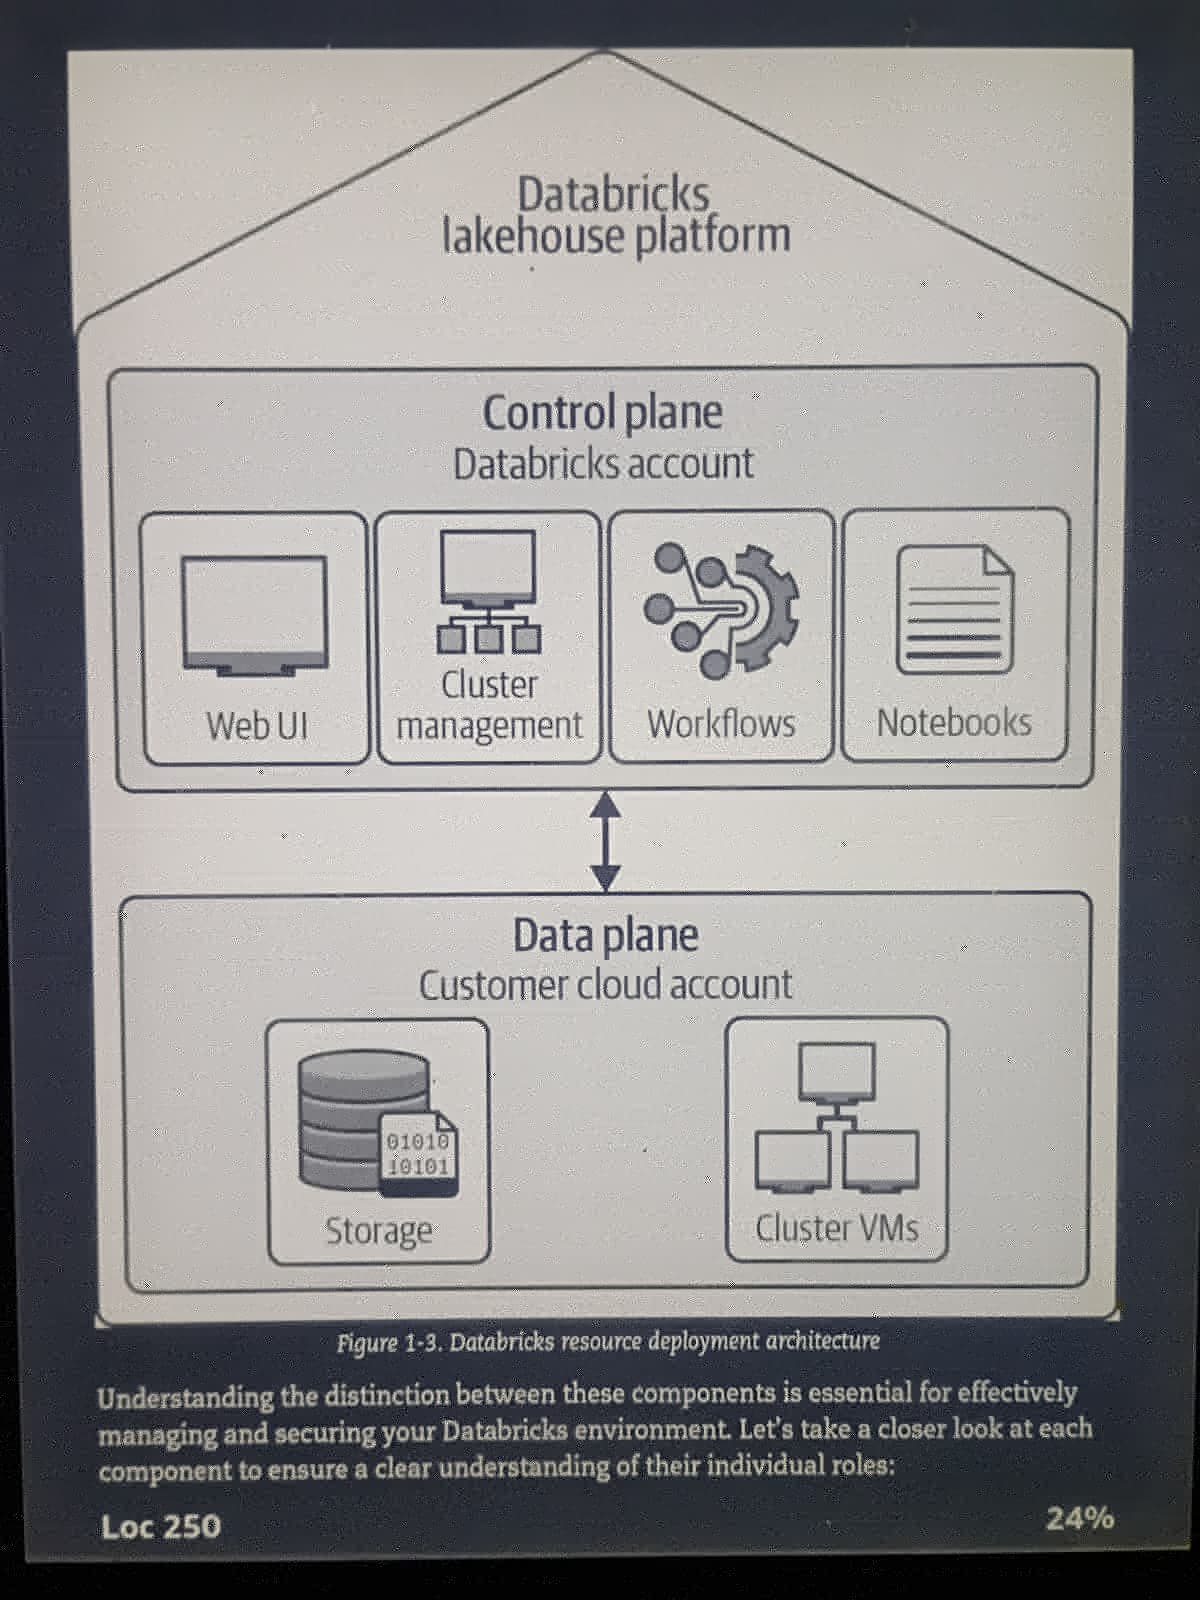 Databricks
lakehouse platform
Control plane
Databricks account
Web UI
Cluster
management
Workflows
Notebooks
Data plane
Customer cloud account
01010
10101
Storage
Cluster VMs
Figure 1-3. Databricks resource deployment architecture
Understanding the distinction between these components is essential for effectively
managing and securing your Databricks environment. Let's take a closer look at each
component to ensure a clear understanding of their individual roles:
Loc 250
24%